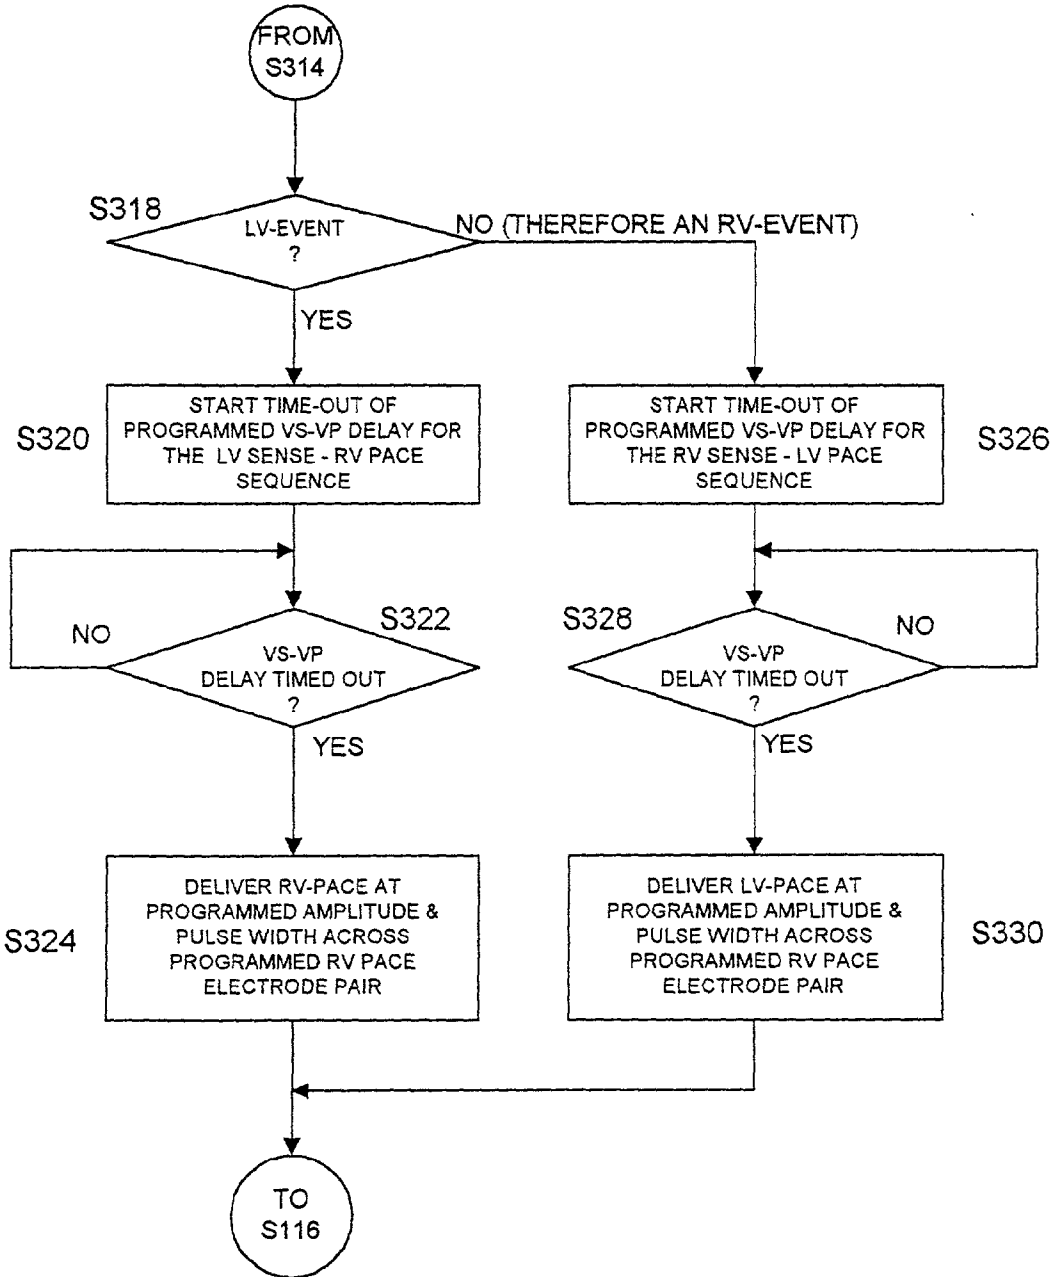 FROM
S314
S318
LV-EVENT
?
NO (THEREFORE AN RV-EVENT)
YES
S320
START TIME-OUT OF
PROGRAMMED VS-VP DELAY FOR
THE LV SENSE - RV PACE
SEQUENCE
START TIME-OUT OF
PROGRAMMED VS-VP DELAY FOR
THE RV SENSE - LV PACE
SEQUENCE
S326
NO
S322
VS-VP
DELAY TIMED OUT
?
YES
S328
NO
VS-VP
DELAY TIMED OUT
?
YES
S324
DELIVER RV-PACE AT
PROGRAMMED AMPLITUDE &
PULSE WIDTH ACROSS
PROGRAMMED RV PACE
ELECTRODE PAIR
DELIVER LV-PACE AT
PROGRAMMED AMPLITUDE &
PULSE WIDTH ACROSS
PROGRAMMED RV PACE
ELECTRODE PAIR
S330
TO
S116